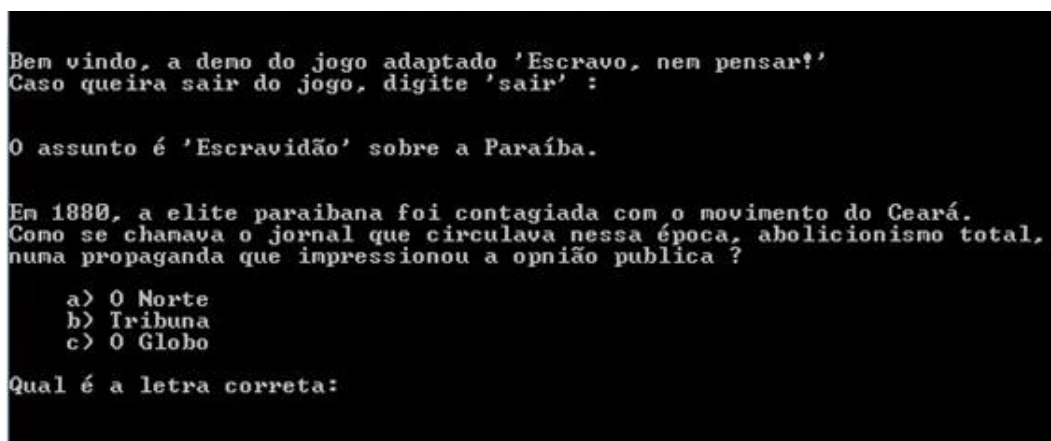 Bem vindo, a demo do jogo adaptado 'Escravo, nem pensar!'
Caso queira sair do jogo, digite 'sair' :
O assunto é 'Escravidão' sobre a Paraíba.
Em 1880, a elite paraibana foi contagiada com o movimento do Ceará.
Como se chamava o jornal que circulava nessa época, abolicionismo total,
numa propaganda que impressionou a opnião publica ?
a) O Norte
b) Tribuna
c) O Globo
Qual é a letra correta: